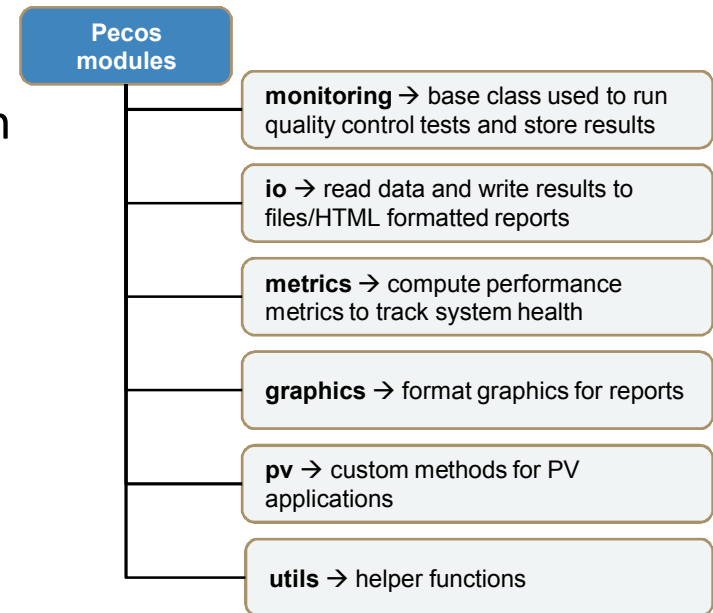 Pecos
modules
n
monitoring → base class used to run
quality control tests and store results
io → read data and write results to
files/HTML formatted reports
metrics → compute performance
metrics to track system health
graphics → format graphics for reports
pv → custom methods for PV
applications
utils → helper functions